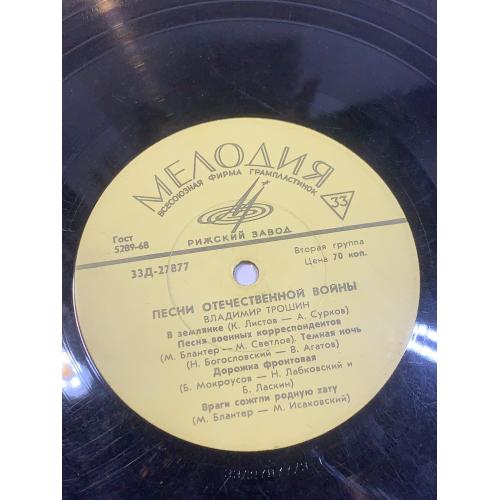 МЕЛОДИЯ
ВСЕСОЮЗНАЯ ФИРМА ГРАМПЛАСТИНОК
33
РИЖСКИЙ ЗАВОД
Гост
5289-68
Вторая группа
Цена 70 коп.
33Д-27877
ПЕСНИ ОТЕЧЕСТВЕННОЙ ВОЙНЫ
ВЛАДИМИР ТРОШИН
В землянке (К. Листов — А. Сурков)
Песня военных корреспондентов
(М. Блантер — М. Светлов). Темная ночь
(Н. Богословский — В. Агатов)
Дорожка фронтовая
(Б. Мокроусов — Н. Лабковский и
Б. Ласкин)
Враги сожгли родную хату
(М. Блантер — М. Исаковский)